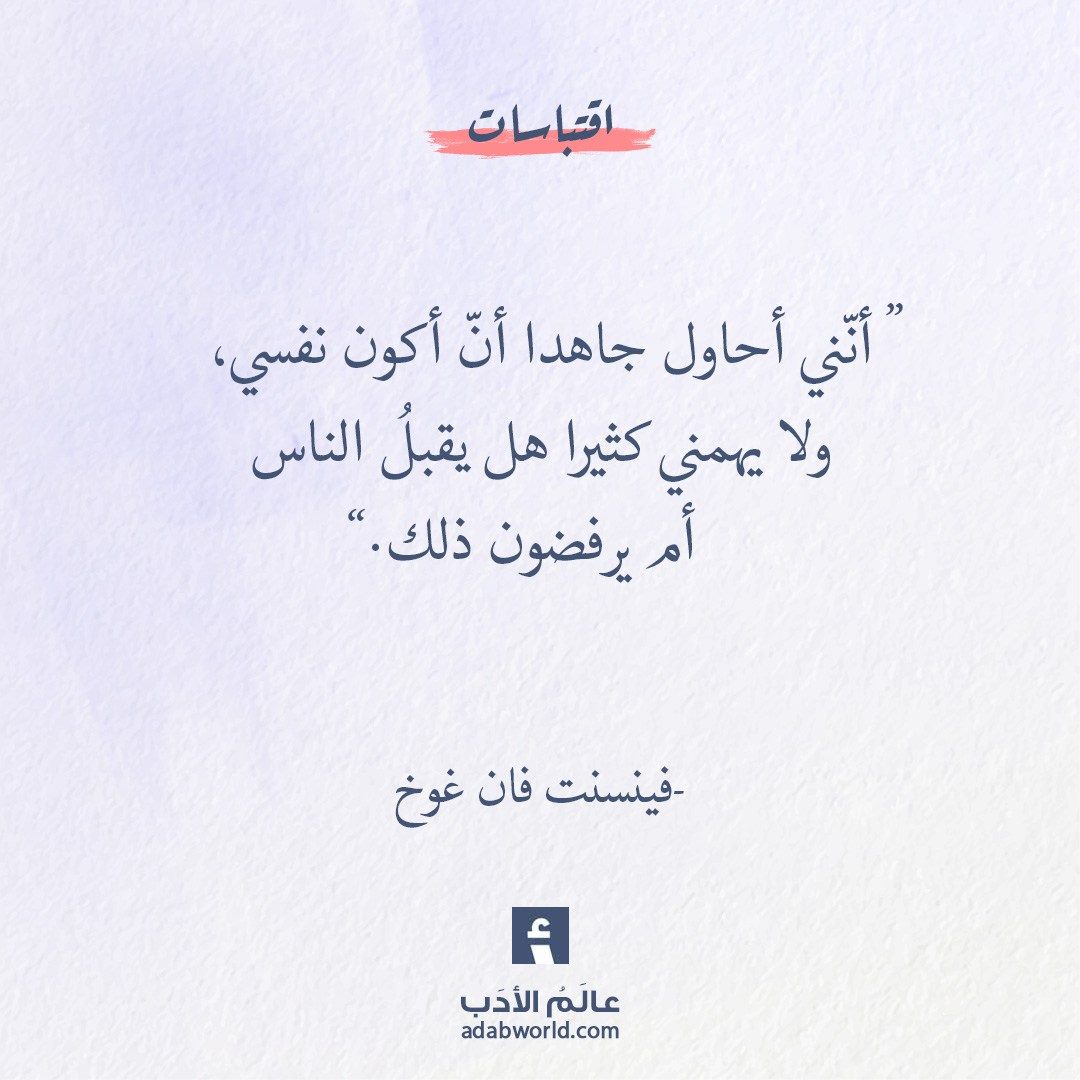 اقتباسات
” أنّني أحاول جاهدا أنّ أكون نفسي،
ولا يهمني كثيرا هل يقبلُ الناس
أم يرفضون ذلك.“
-فينسنت فان غوخ
أ
عالَمُ الأدَب
adabworld.com